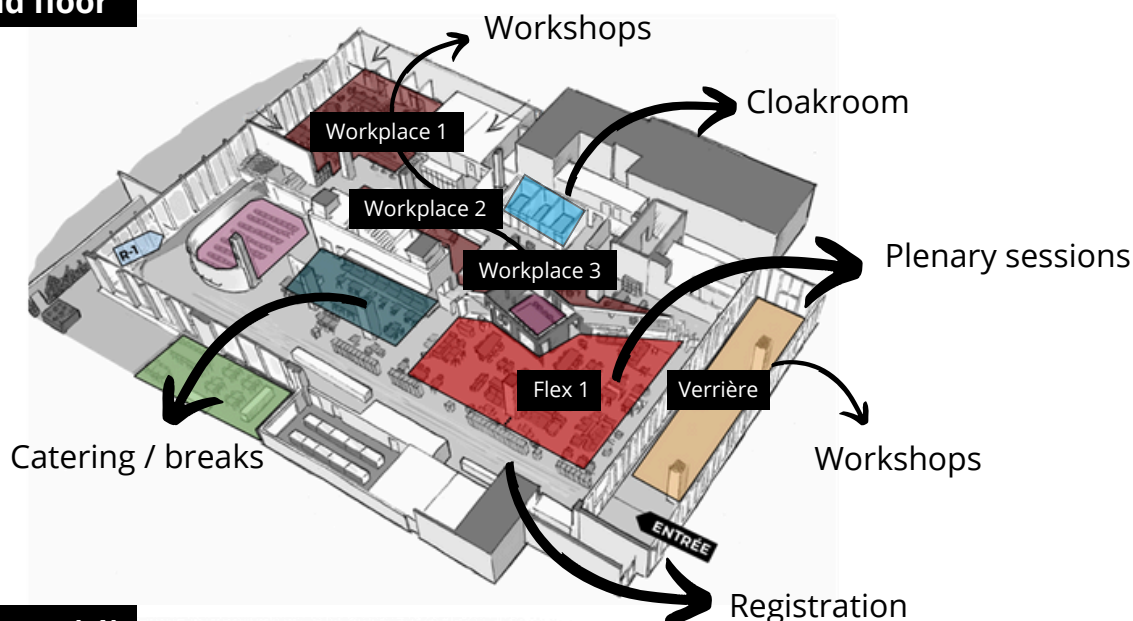 d floor
Workshops
Cloakroom
Workplace 1
Workplace 2
Plenary sessions
R-1
Workplace 3
Flex 1
Verrière
Catering / breaks
Workshops
ENTRÉE
Registration